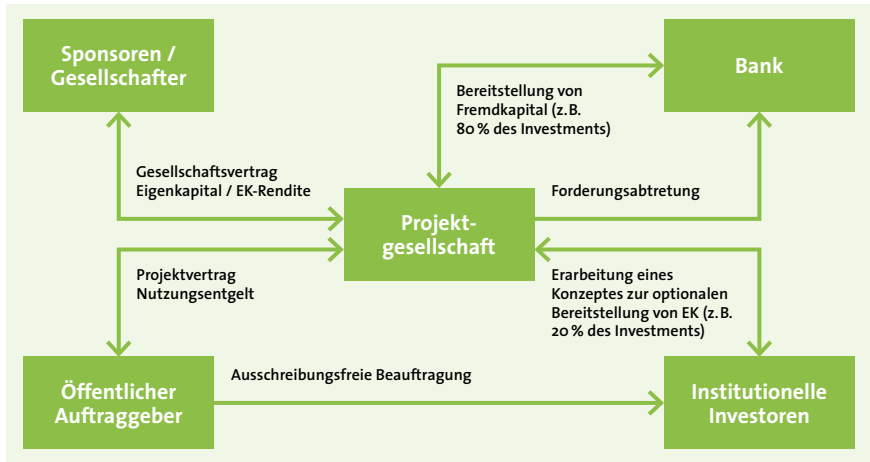 Sponsoren /
Gesellschafter
Bank
Bereitstellung von
Fremdkapital (z. B.
80 % des Investments)
Gesellschaftsvertrag
Eigenkapital / EK-Rendite
Forderungsabtretung
Projekt-
gesellschaft
Projektvertrag
Nutzungsentgelt
Erarbeitung eines
Konzeptes zur optionalen
Bereitstellung von EK (z. B.
20 % des Investments)
Ausschreibungsfreie Beauftragung
Öffentlicher
Auftraggeber
Institutionelle
Investoren